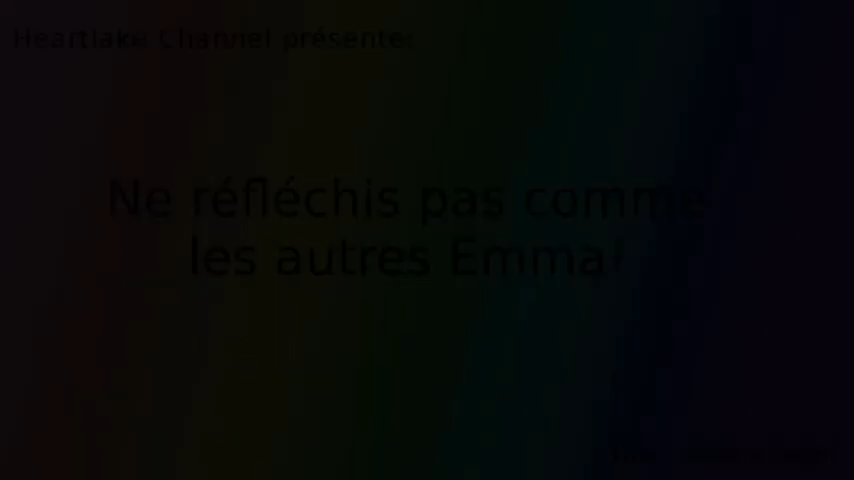 Heartlake Channel présente:
Ne réfléchis pas comme
les autres Emma!